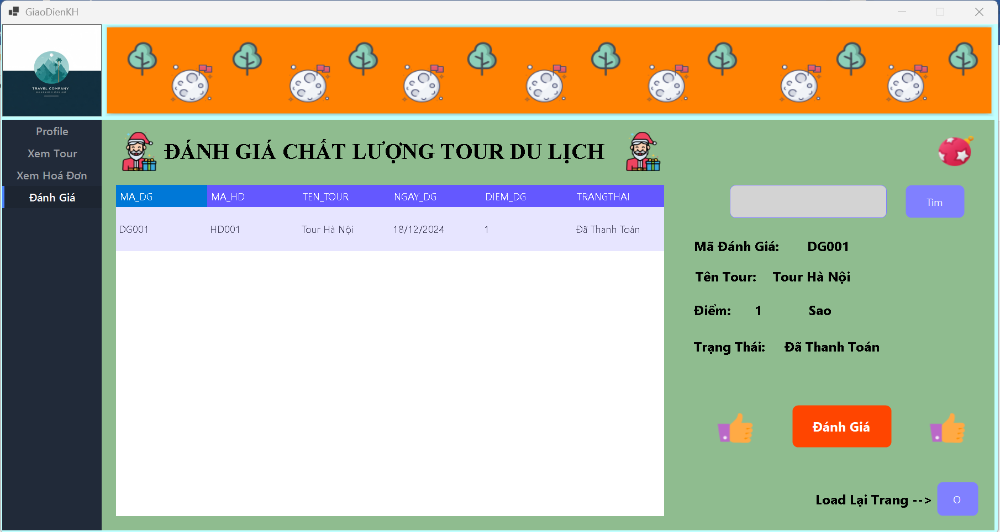 GiaoDienKH
TRAVEL COMPANY
Profile
Xem Tour
Xem Hoá Đơn
Đánh Giá
ĐÁNH GIÁ CHẤT LƯỢNG TOUR DU LỊCH
MA_DG MA_HD TEN_TOUR NGAY_DG DIEM_DG TRANGTHAI
DG001 HD001 Tour Hà Nội 18/12/2024 1 Đã Thanh Toán
Tìm
Mã Đánh Giá: DG001
Tên Tour: Tour Hà Nội
Điểm: 1 Sao
Trạng Thái: Đã Thanh Toán
Đánh Giá
Load Lại Trang --> O